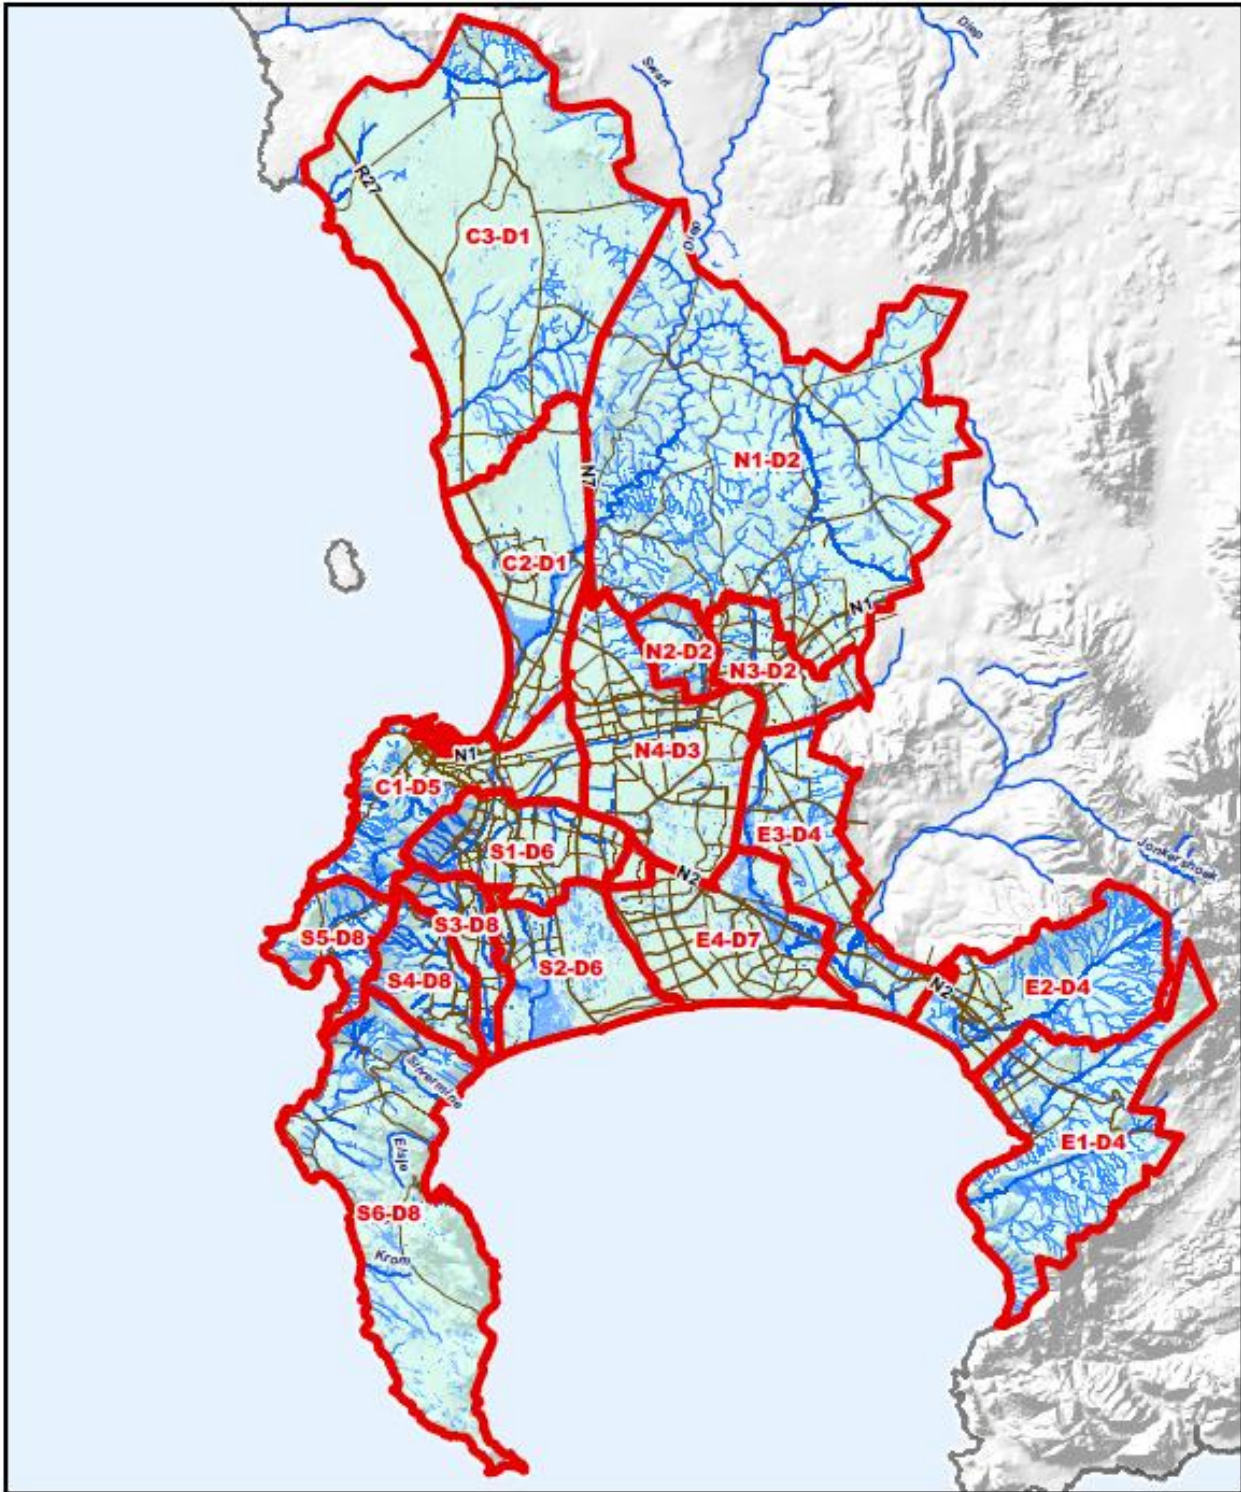 Diep
Swart
R27
C3-D1
Diep
N1-D2
N7
C2-D1
N1
N2-D2
N3-D2
N4-D3
N1
C1-D5
E3-D4
S1-D6
Jonkershoek
N2
S3-D8
S5-D8
E4-D7
S2-D6
S4-D8
N2
E2-D4
Silvermine
E1-D4
Elsje
S6-D8
Krom